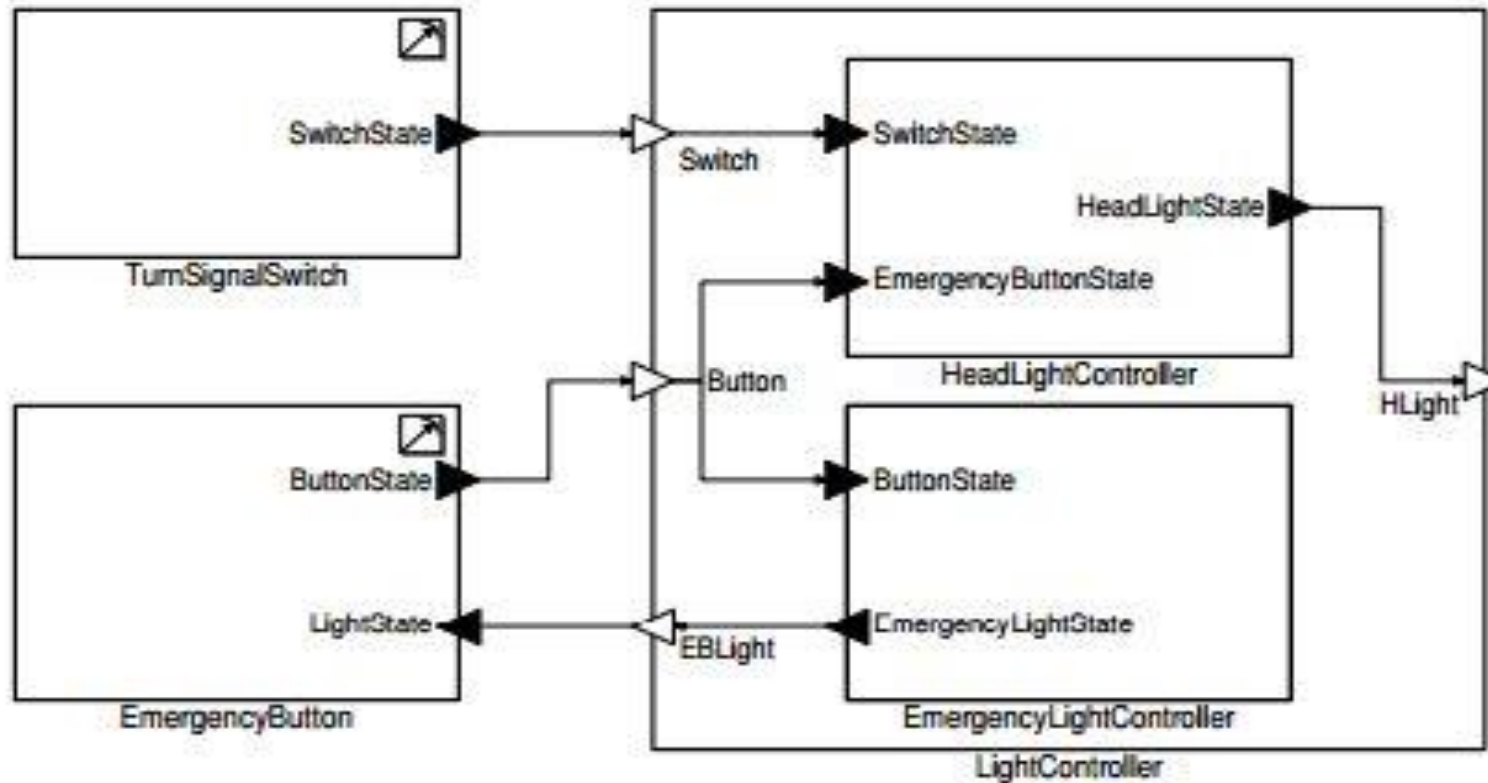 SwitchState
TurnSignalSwitch
Switch
SwitchState
HeadLightState
EmergencyButtonState
HeadLightController
Button
HLight
ButtonState
LightState
EmergencyButton
ButtonState
EmergencyLightState
EBLight
EmergencyLightController
LightController